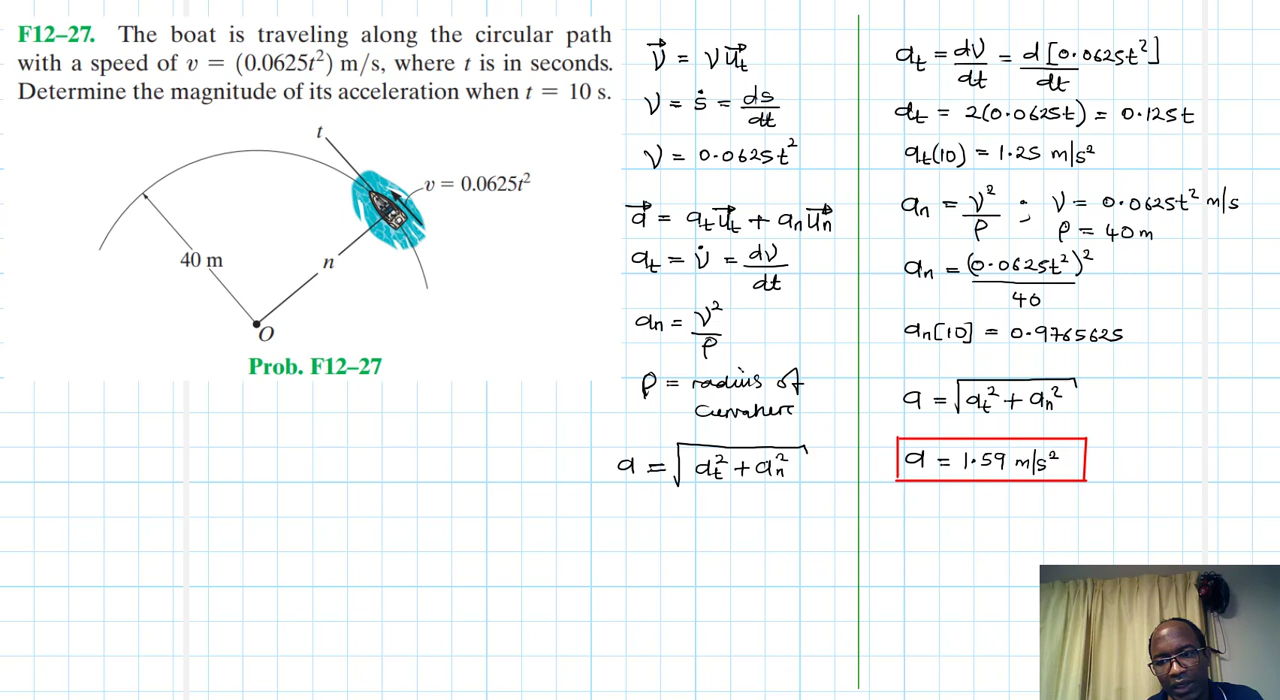 F12–27. The boat is traveling along the circular path
with a speed of v = (0.0625t²) m/s, where t is in seconds.
Determine the magnitude of its acceleration when t = 10 s.
t
v = 0.0625t²
40 m
n
O
Prob. F12–27
v⃗ = v u⃗t
v = ṡ = ds/dt
v = 0.0625t²
a⃗ = at u⃗t + an u⃗n
at = v̇ = dv/dt
an = v²/ρ
ρ = radius of
curvature
a = √(at² + an²)
at = dv/dt = d[0.0625t²]/dt
at = 2(0.0625t) = 0.125t
at(10) = 1.25 m/s²
an = v²/ρ ; v = 0.0625t² m/s
ρ = 40 m
an = (0.0625t²)²/40
an[10] = 0.9765625
a = √(at² + an²)
a = 1.59 m/s²